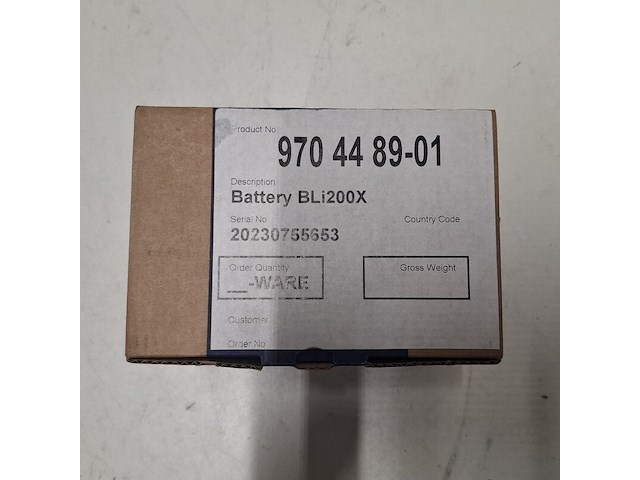 Product No
970 44 89-01
Description
Battery BLi200X
Serial No Country Code
20230755653
Order Quantity Gross Weight
__-WARE
Customer
Order No